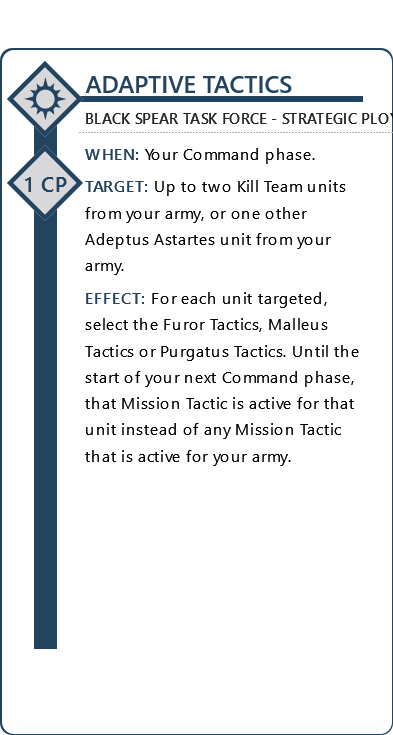 ADAPTIVE TACTICS
BLACK SPEAR TASK FORCE - STRATEGIC PLOY
WHEN: Your Command phase.
1 CP
TARGET: Up to two Kill Team units
from your army, or one other
Adeptus Astartes unit from your
army.
EFFECT: For each unit targeted,
select the Furor Tactics, Malleus
Tactics or Purgatus Tactics. Until the
start of your next Command phase,
that Mission Tactic is active for that
unit instead of any Mission Tactic
that is active for your army.